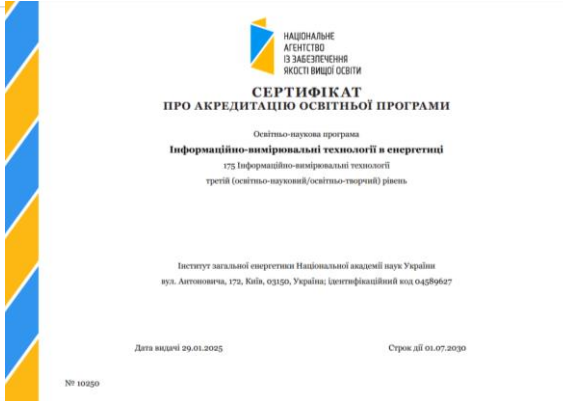 НАЦІОНАЛЬНЕ
АГЕНТСТВО
ІЗ ЗАБЕЗПЕЧЕННЯ
ЯКОСТІ ВИЩОЇ ОСВІТИ
СЕРТИФІКАТ
ПРО АКРЕДИТАЦІЮ ОСВІТНЬОЇ ПРОГРАМИ
Освітньо-наукова програма
Інформаційно-вимірювальні технології в енергетиці
175 Інформаційно-вимірювальні технології
третій (освітньо-науковий/освітньо-творчий) рівень
Інститут загальної енергетики Національної академії наук України
вул. Антоновича, 172, Київ, 03150, Україна; ідентифікаційний код 04589627
Дата видачі 29.01.2025 Строк дії 01.07.2030
№ 10250